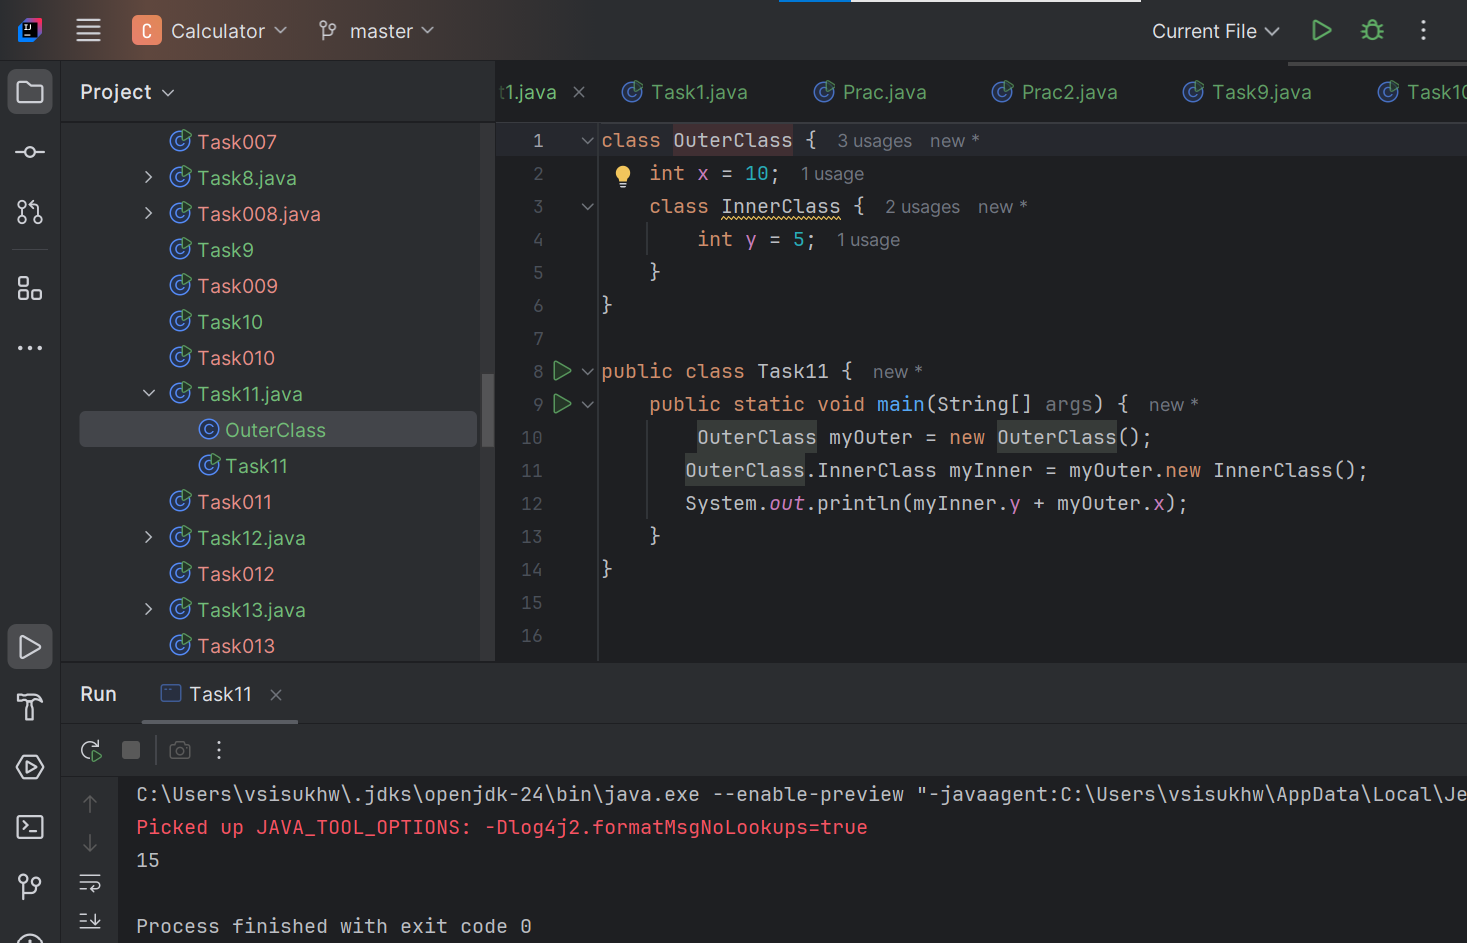 C Calculator master Current File
Project
t1.java Task1.java Prac.java Prac2.java Task9.java Task10
Task007
Task8.java
Task008.java
Task9
Task009
Task10
Task010
Task11.java
OuterClass
Task11
Task011
Task12.java
Task012
Task13.java
Task013
1 class OuterClass { 3 usages new *
2 int x = 10; 1 usage
3 class InnerClass { 2 usages new *
4 int y = 5; 1 usage
5 }
6 }
7
8 public class Task11 { new *
9 public static void main(String[] args) { new *
10 OuterClass myOuter = new OuterClass();
11 OuterClass.InnerClass myInner = myOuter.new InnerClass();
12 System.out.println(myInner.y + myOuter.x);
13 }
14 }
15
16
Run Task11
C:\Users\vsisukhw\.jdks\openjdk-24\bin\java.exe --enable-preview "-javaagent:C:\Users\vsisukhw\AppData\Local\Je
Picked up JAVA_TOOL_OPTIONS: -Dlog4j2.formatMsgNoLookups=true
15
Process finished with exit code 0